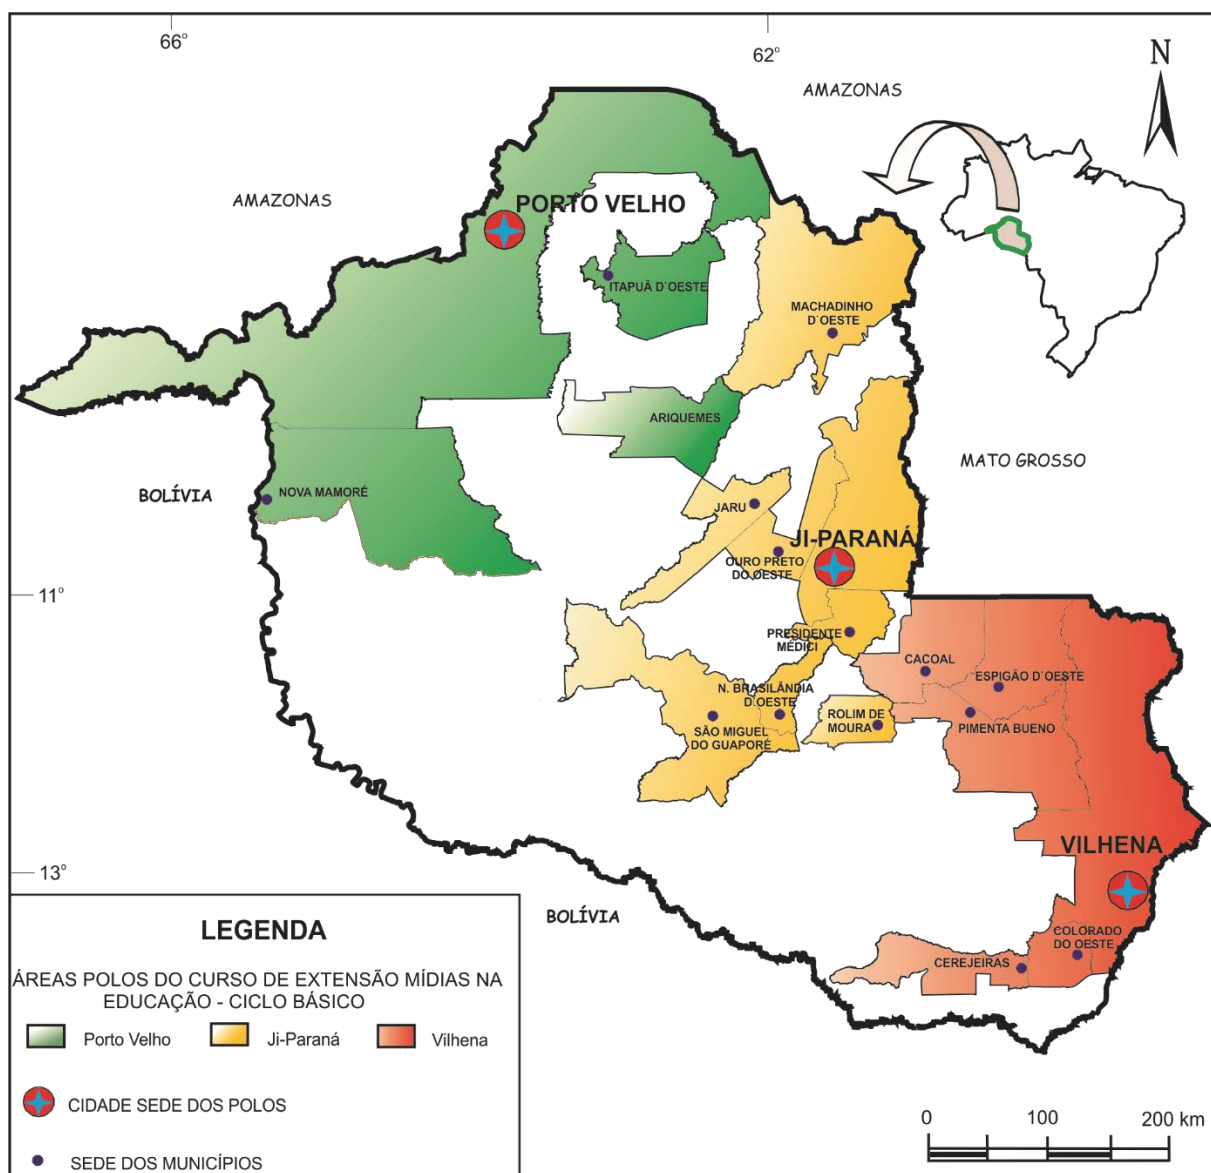 66°
62°
AMAZONAS
N
AMAZONAS
PORTO VELHO
ITAPUÃ D`OESTE
MACHADINHO
D`OESTE
ARIQUEMES
MATO GROSSO
BOLÍVIA
NOVA MAMORÉ
JARU
JI-PARANÁ
OURO PRETO
DO OESTE
11°
PRESIDENTE
MÉDICI
CACOAL
ESPIGÃO D`OESTE
N. BRASILÂNDIA
D`OESTE
ROLIM DE
MOURA
SÃO MIGUEL
DO GUAPORÉ
PIMENTA BUENO
VILHENA
13°
BOLÍVIA
COLORADO
DO OESTE
CEREJEIRAS
LEGENDA
ÁREAS POLOS DO CURSO DE EXTENSÃO MÍDIAS NA
EDUCAÇÃO - CICLO BÁSICO
Porto Velho
Ji-Paraná
Vilhena
CIDADE SEDE DOS POLOS
SEDE DOS MUNICÍPIOS
0 100 200 km